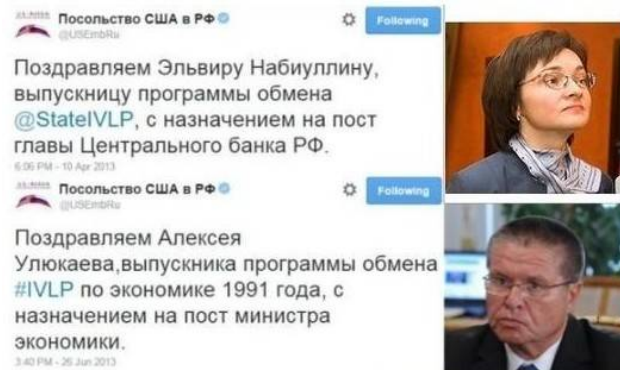 Посольство США в РФ
@USEmbRu
Following
Поздравляем Эльвиру Набиуллину,
выпускницу программы обмена
@StateIVLP, с назначением на пост
главы Центрального банка РФ.
6:06 PM - 10 Apr 2013
Посольство США в РФ
@USEmbRu
Following
Поздравляем Алексея
Улюкаева,выпускника программы обмена
#IVLP по экономике 1991 года, с
назначением на пост министра
экономики.
3:40 PM - 26 Jun 2013